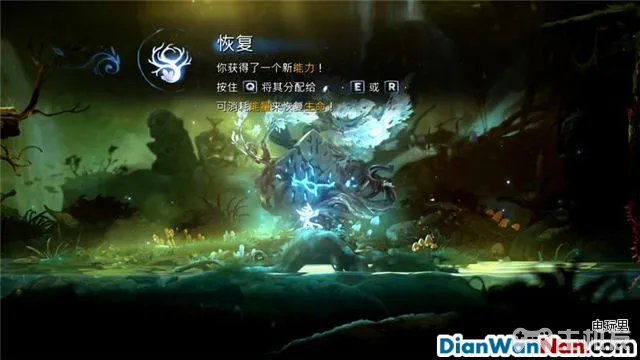 恢复
你获得了一个新能力！
按住 Q 将其分配给 · E 或 R ·
可消耗能量来恢复生命！
电玩男
DianWanNan.com